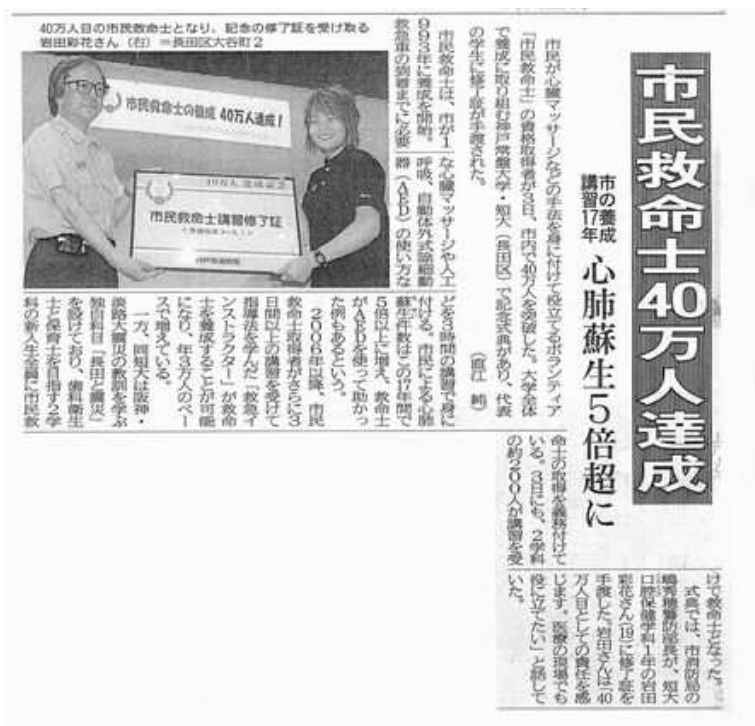 市民救命士40万人達成
市の養成
講習17年
心肺蘇生5倍超に
市民が心臓マッサージなどの手法を身に付けて役立てるボランティア
「市民救命士」の資格取得者が3日、市内で40万人を突破した。大学全体
で養成に取り組む神戸常盤大学・短大(長田区)で記念式典があり、代表
の学生に修了証が手渡された。
(直江 純)
市民救命士は、市が1
993年に養成を開始。
救急車の到着までに必要
な心臓マッサージや人工
呼吸、自動体外式除細動
器(AED)の使い方な
どを3時間の講習で身に
付ける。市民による心肺
蘇生件数はこの17年間で
5倍以上に増え、救命士
がAEDを使って助かっ
た例もあるという。
2006年以降、市民
救命士取得者がさらに3
日間以上の講習を受けて
指導法を学んだ「救急イ
ンストラクター」が救命
士を養成することが可能
になり、年3万人のペー
スで増えている。
一方、同短大は阪神・
淡路大震災の教訓を学ぶ
独自科目「長田と震災」
を設けており、歯科衛生
士と保育士を目指す2学
科の新入生全員に市民救
命士の取得を義務付けて
いる。3日にも、2学科
の約200人が講習を受
けて救命士となった。
式典では、市消防局の
嶋秀穂警防部長が、短大
口腔保健学科1年の岩田
彩花さん(19)に修了証を
手渡した。岩田さんは「40
万人目としての責任を感
じます。医療の現場でも
役に立てたい」と話して
いた。
40万人目の市民救命士となり、記念の修了証を受け取る
岩田彩花さん(右)=長田区大谷町2
市民救命士の養成 40万人達成!
40万人達成記念
市民救命士講習修了証